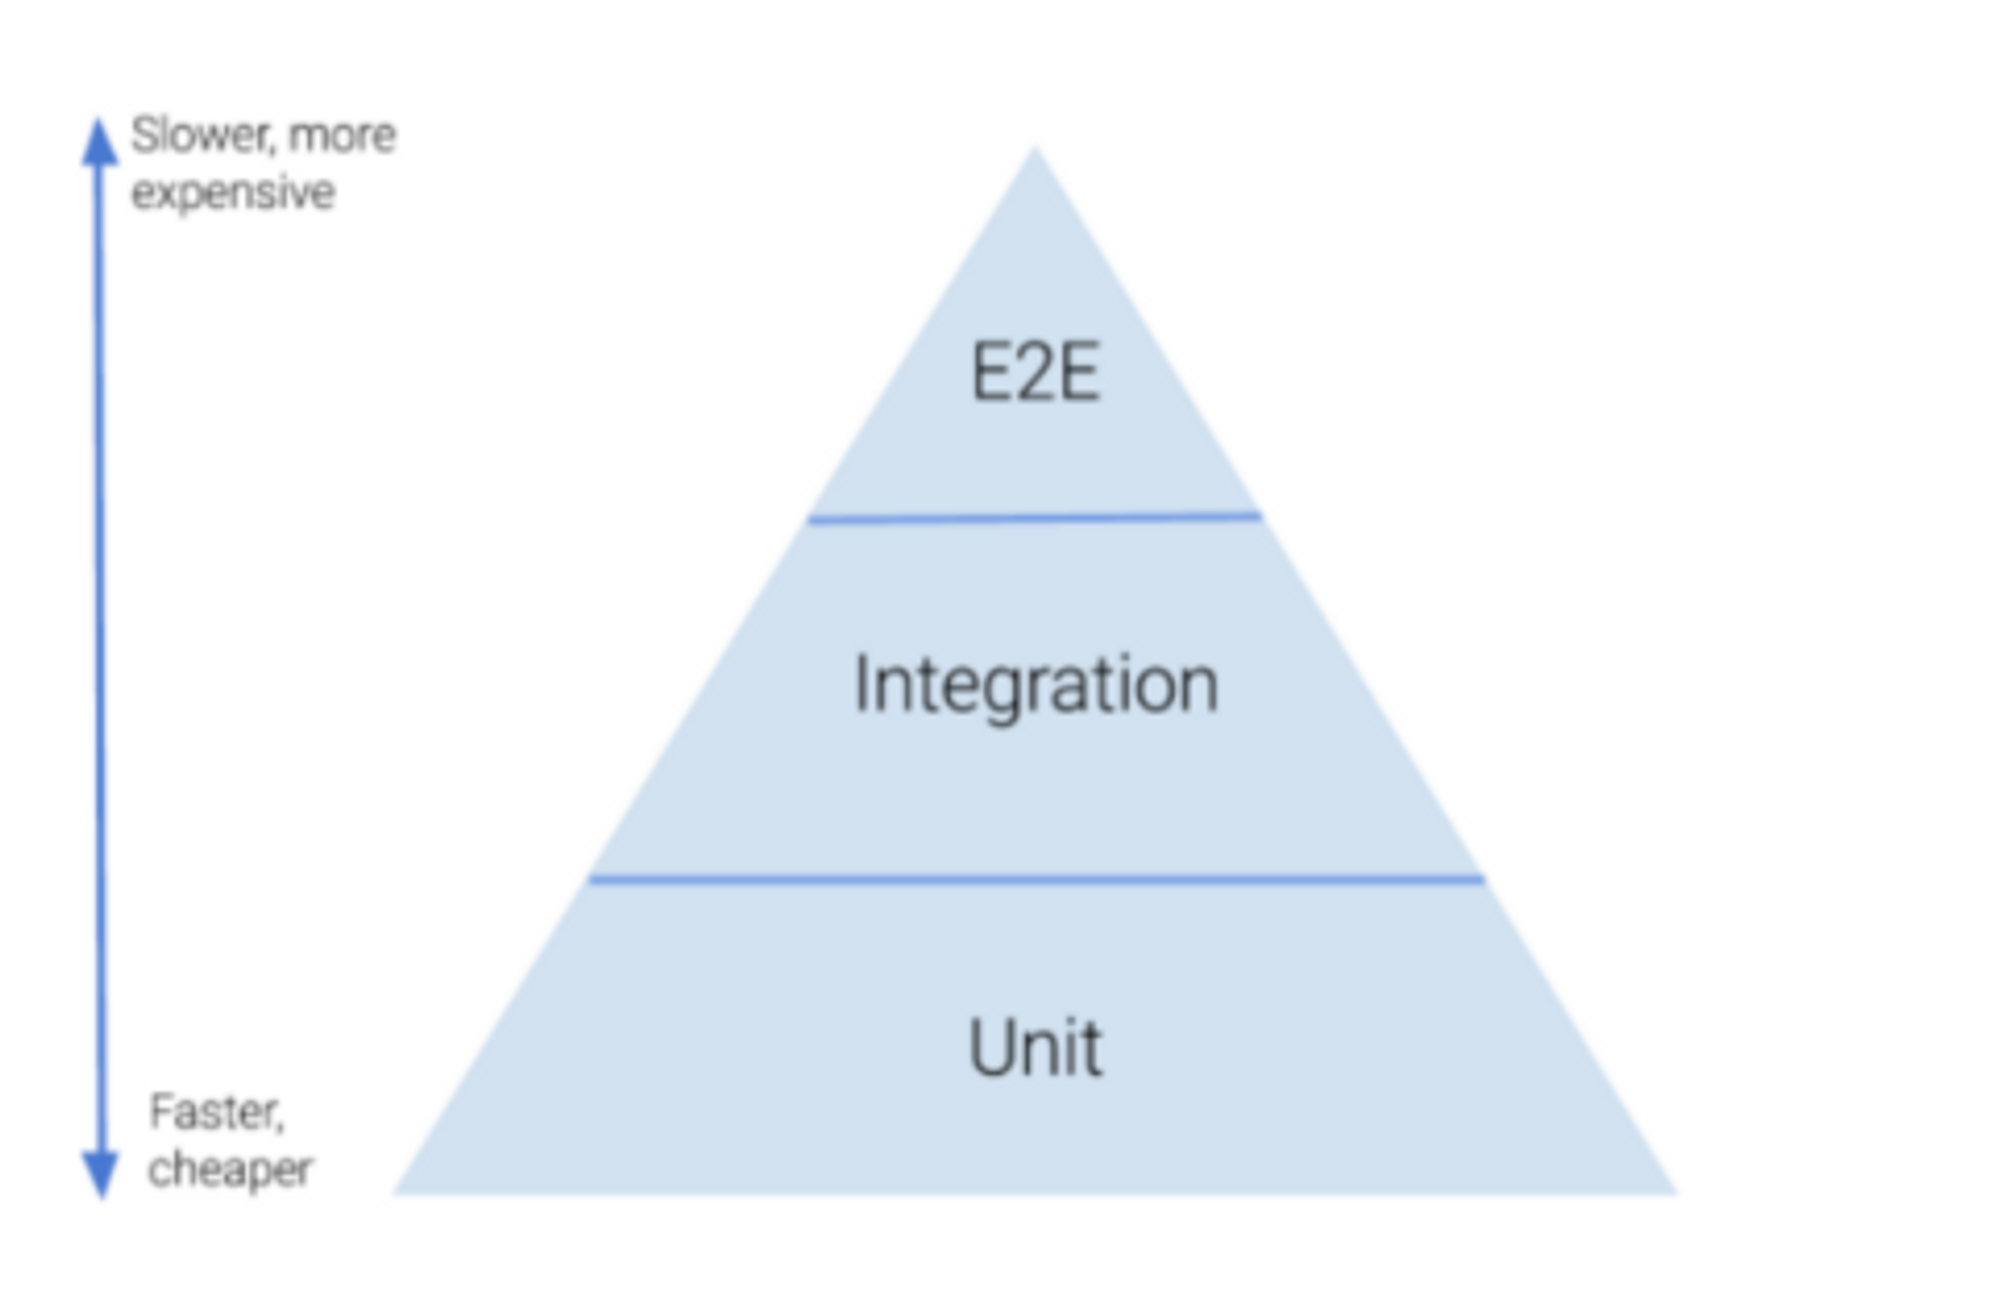 Slower, more
expensive
E2E
Integration
Unit
Faster,
cheaper